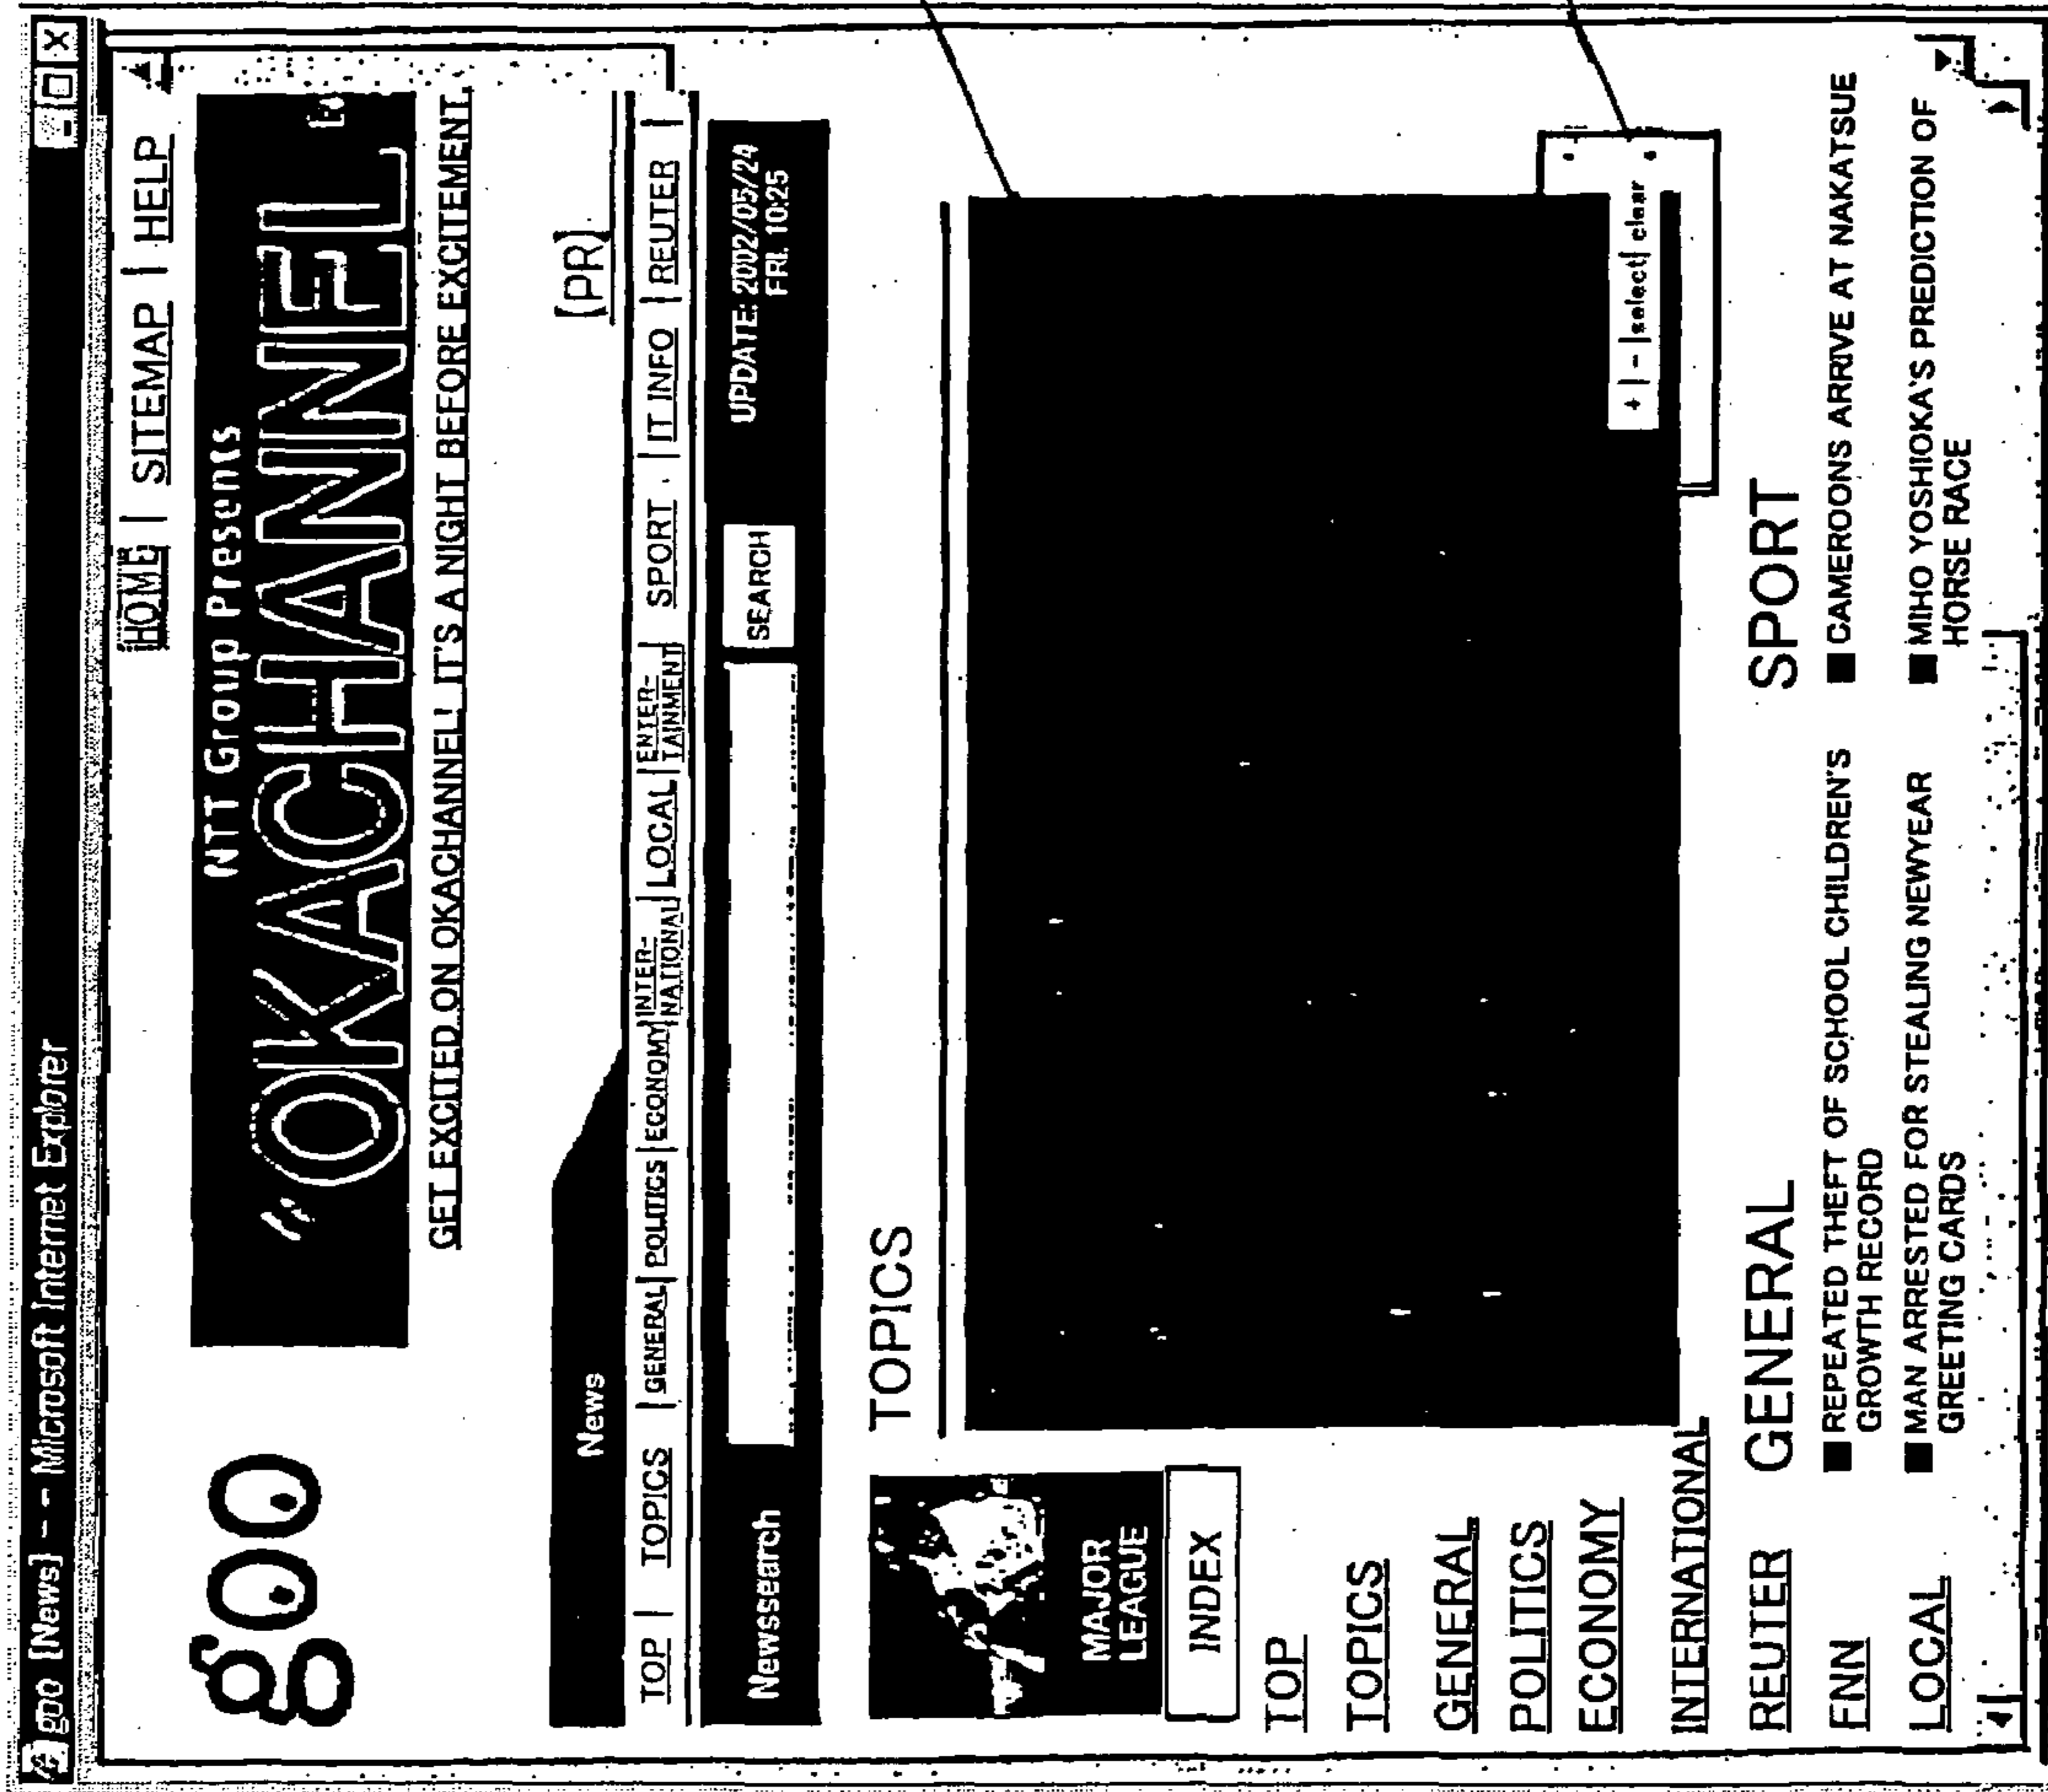 goo [News] - - Microsoft Internet Explorer
goo
HOME | SITEMAP | HELP
NTT Group Presents
"OKACHANNEL
GET EXCITED ON OKACHANNEL! IT'S A NIGHT BEFORE EXCITEMENT.
News
[PR]
TOP | TOPICS | GENERAL | POLITICS | ECONOMY | INTER-NATIONAL | LOCAL | ENTER-TAINMENT | SPORT | IT INFO | REUTER |
Newssearch
SEARCH
UPDATE: 2002/05/24
FRI. 10:25
MAJOR
LEAGUE
INDEX
TOP
TOPICS
GENERAL
POLITICS
ECONOMY
INTERNATIONAL
REUTER
FNN
LOCAL
TOPICS
+ | - | select | clear
GENERAL
■ REPEATED THEFT OF SCHOOL CHILDREN'S
GROWTH RECORD
■ MAN ARRESTED FOR STEALING NEWYEAR
GREETING CARDS
SPORT
■ CAMEROONS ARRIVE AT NAKATSUE
■ MIHO YOSHIOKA'S PREDICTION OF
HORSE RACE